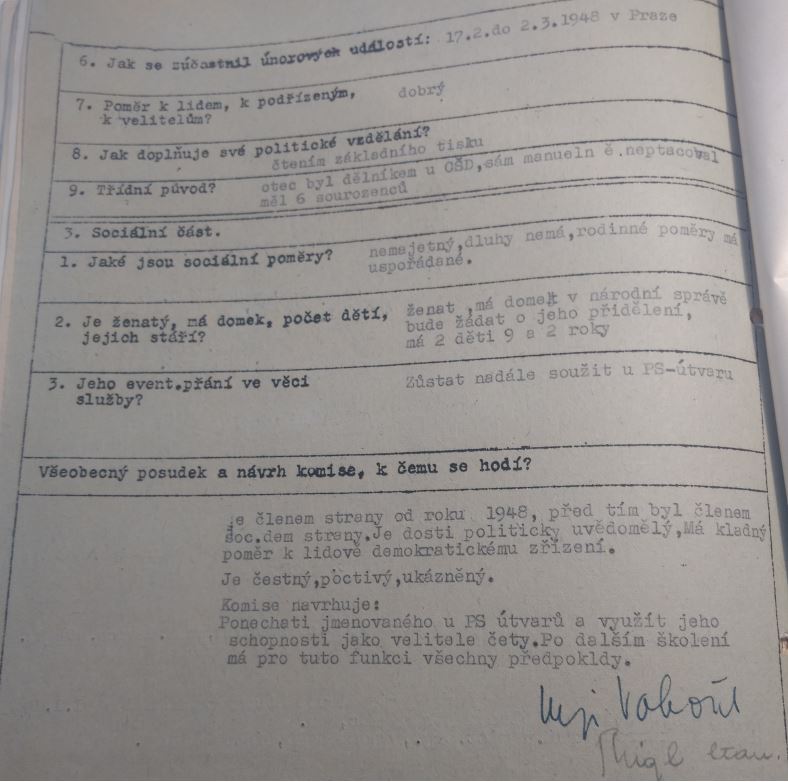 6. Jak se zúčastnil únorových událostí: 17.2.do 2.3.1948 v Praze
7. Poměr k lidem, k podřízeným, dobrý
k velitelům?
8. Jak doplňuje své politické vzdělání?
čtením základního tisku
9. Třídní původ? otec byl dělníkem u OŠD,sám manueln ě.neptacoval
měl 6 sourozenců
3. Sociální část.
1. Jaké jsou sociální poměry? nemajetný,dluhy nemá,rodinné poměry má
uspořádané.
2. Je ženatý, má domek, počet dětí, ženat ,má domek v národní správě
jejich stáří? bude žádat o jeho přidělení,
má 2 děti 9 a 2 roky
3. Jeho event.přání ve věci Zůstat nadále soužit u PS-útvaru
služby?
Všeobecný posudek a návrh komise, k čemu se hodí?
je členem strany od roku 1948, před tím byl členem
soc.dem strany.Je dosti politicky uvědomělý,Má kladný
poměr k lidově demokratickému zřízení.
Je čestný,poctivý,ukázněný.
Komise navrhuje:
Ponechati jmenovaného u PS útvarů a využít jeho
schopnosti jako velitele čety.Po dalším školení
má pro tuto funkci všechny předpokldy.